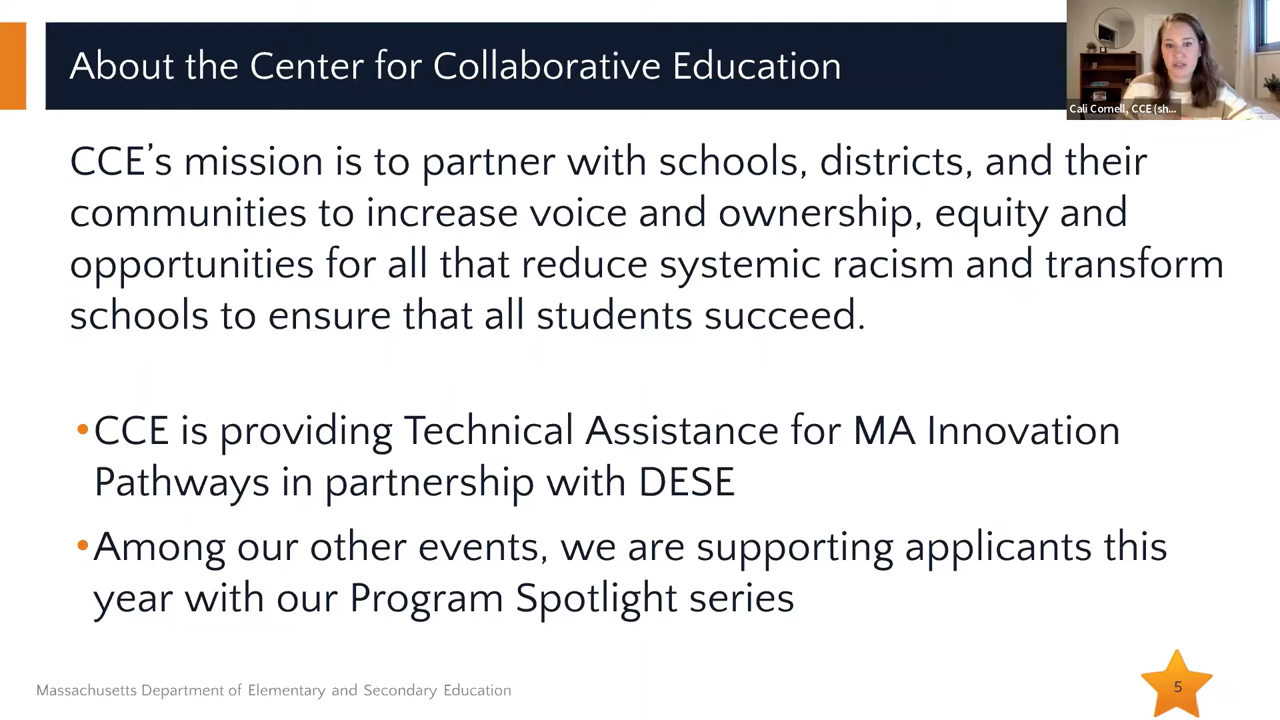 About the Center for Collaborative Education
Cali Cornell, CCE (sh...
CCE’s mission is to partner with schools, districts, and their
communities to increase voice and ownership, equity and
opportunities for all that reduce systemic racism and transform
schools to ensure that all students succeed.
•CCE is providing Technical Assistance for MA Innovation
Pathways in partnership with DESE
•Among our other events, we are supporting applicants this
year with our Program Spotlight series
Massachusetts Department of Elementary and Secondary Education
5